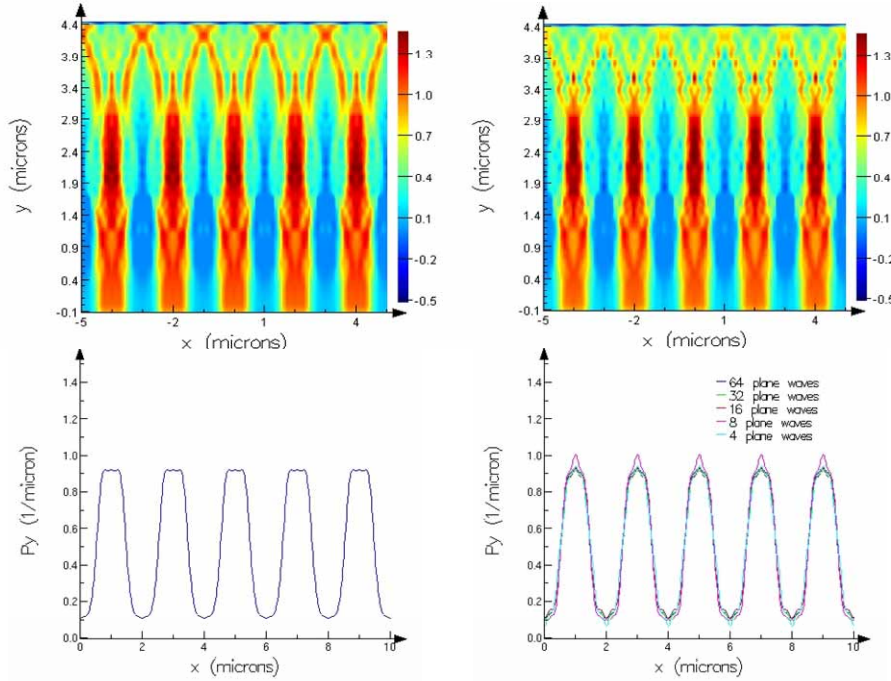 4.4
3.9
3.4
2.9
2.4
1.9
1.4
0.9
0.4
-0.1
y (microns)
-5 -2 1 4
x (microns)
1.3
1.0
0.7
0.4
0.1
-0.2
-0.5
4.4
3.9
3.4
2.9
2.4
1.9
1.4
0.9
0.4
-0.1
y (microns)
-5 -2 1 4
x (microns)
1.3
1.0
0.7
0.4
0.1
-0.2
-0.5
1.4
1.2
1.0
0.8
0.6
0.4
0.2
0.0
Py (1/micron)
0 2 4 6 8 10
x (microns)
64 plane waves
32 plane waves
16 plane waves
8 plane waves
4 plane waves
1.4
1.2
1.0
0.8
0.6
0.4
0.2
0.0
Py (1/micron)
0 2 4 6 8 10
x (microns)